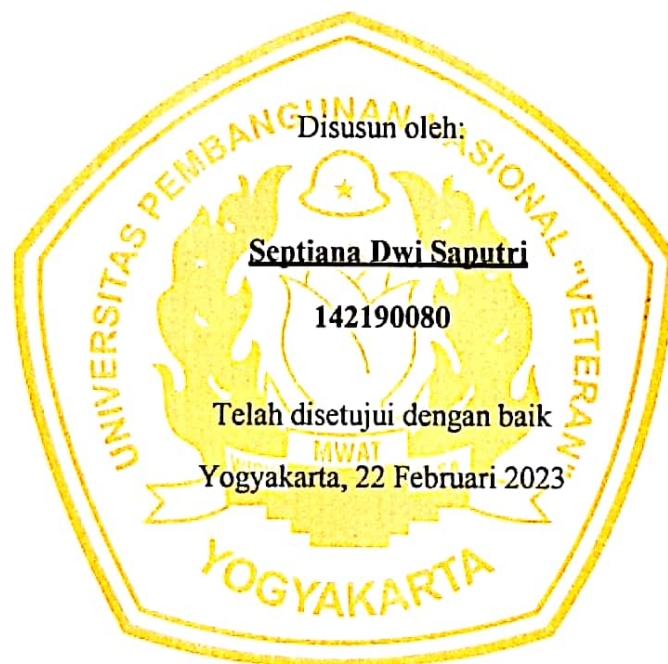 UNIVERSITAS PEMBANGUNAN NASIONAL "VETERAN"
Disusun oleh:
Septiana Dwi Saputri
142190080
Telah disetujui dengan baik
MWAT
Yogyakarta, 22 Februari 2023
YOGYAKARTA